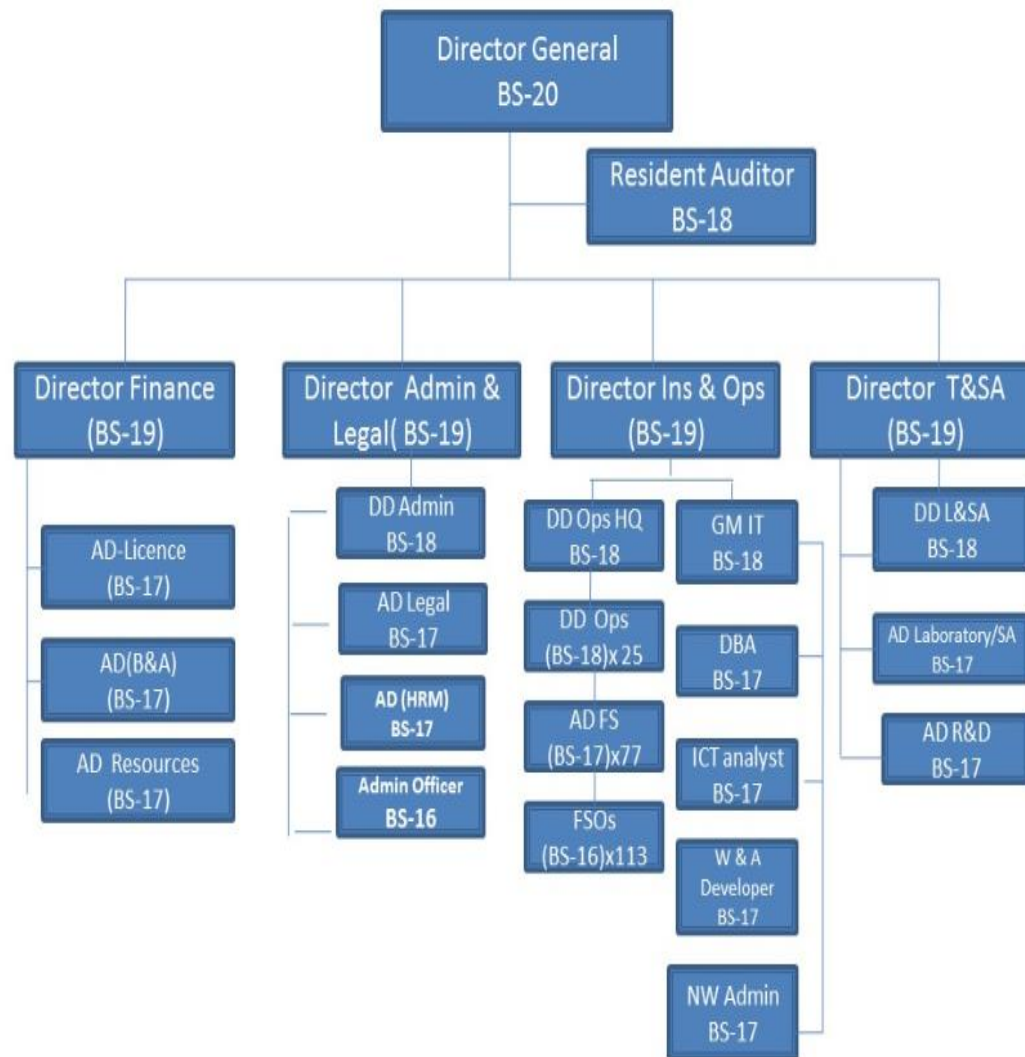 Director General
BS-20
Resident Auditor
BS-18
Director Finance
(BS-19)
AD-Licence
(BS-17)
AD(B&A)
(BS-17)
AD Resources
(BS-17)
Director Admin &
Legal( BS-19)
DD Admin
BS-18
AD Legal
BS-17
AD (HRM)
BS-17
Admin Officer
BS-16
Director Ins & Ops
(BS-19)
DD Ops HQ
BS-18
DD Ops
(BS-18)x 25
AD FS
(BS-17)x77
FSOs
(BS-16)x113
GM IT
BS-18
DBA
BS-17
ICT analyst
BS-17
W & A
Developer
BS-17
NW Admin
BS-17
Director T&SA
(BS-19)
DD L&SA
BS-18
AD Laboratory/SA
BS-17
AD R&D
BS-17